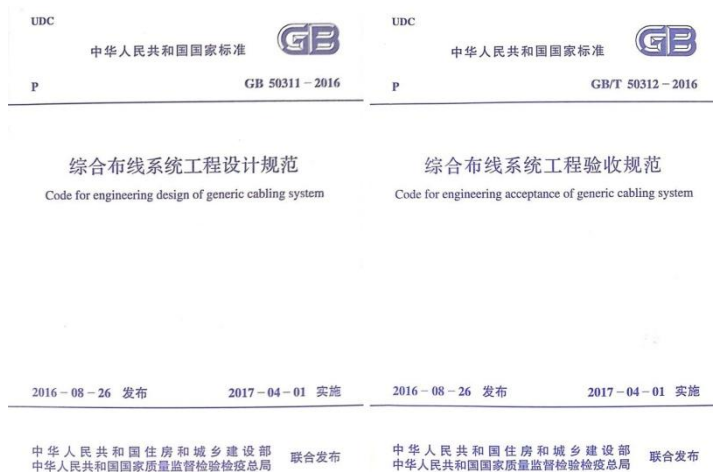 UDC
中华人民共和国国家标准
GB
P
GB 50311－2016
综合布线系统工程设计规范
Code for engineering design of generic cabling system
2016－08－26 发布
2017－04－01 实施
中华人民共和国住房和城乡建设部
中华人民共和国国家质量监督检验检疫总局
联合发布
UDC
中华人民共和国国家标准
GB
P
GB/T 50312－2016
综合布线系统工程验收规范
Code for engineering acceptance of generic cabling system
2016－08－26 发布
2017－04－01 实施
中华人民共和国住房和城乡建设部
中华人民共和国国家质量监督检验检疫总局
联合发布